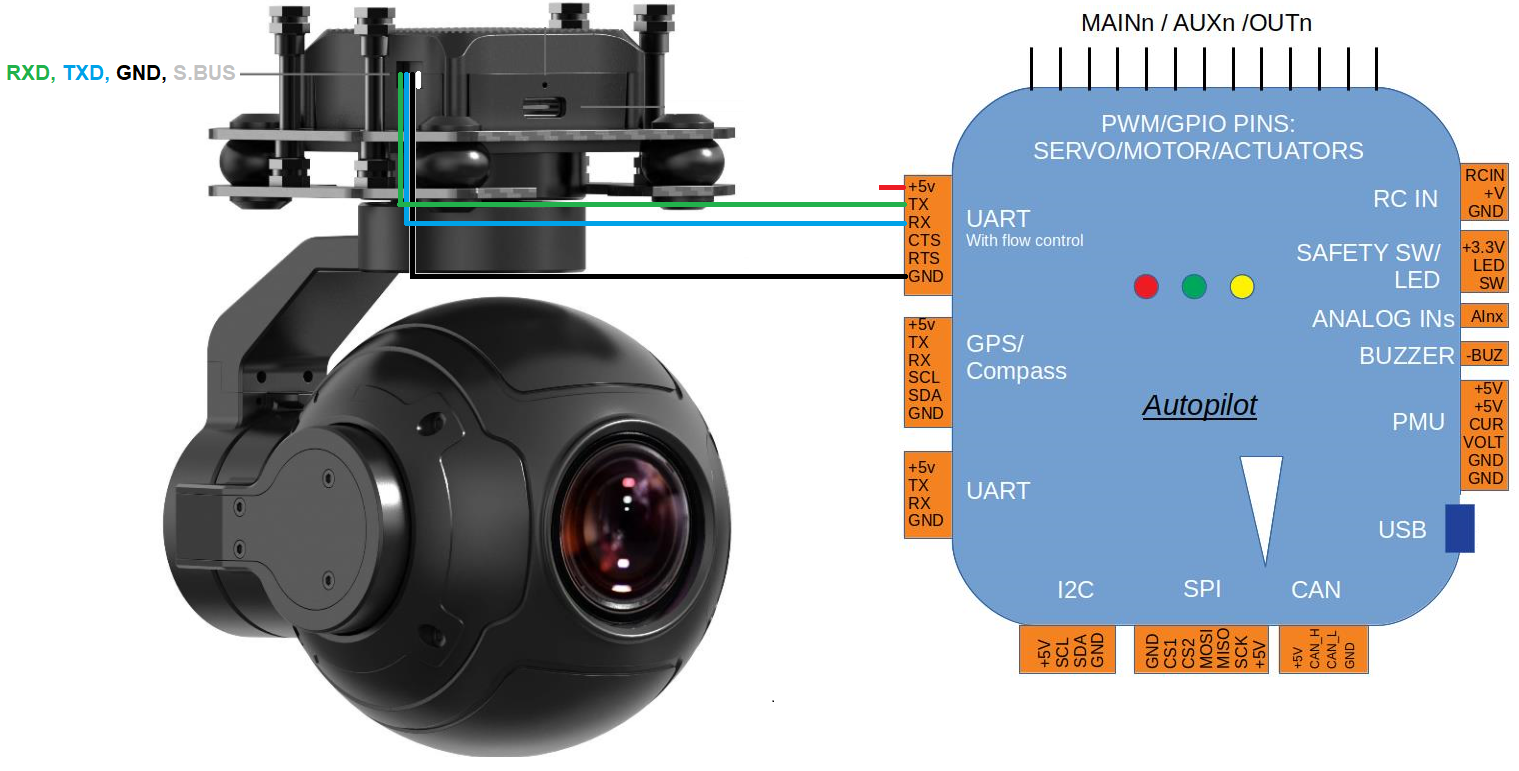 MAINn / AUXn /OUTn
RXD, TXD, GND, S.BUS
PWM/GPIO PINS:
SERVO/MOTOR/ACTUATORS
+5v
TX
RX
CTS
RTS
GND
UART
With flow control
+5v
TX
RX
SCL
SDA
GND
GPS/
Compass
+5v
TX
RX
GND
UART
RC IN
RCIN
+V
GND
SAFETY SW/
LED
+3.3V
LED
SW
ANALOG INs
AInx
BUZZER
-BUZ
Autopilot
PMU
+5V
+5V
CUR
VOLT
GND
GND
USB
I2C
SPI
CAN
+5V
SCL
SDA
GND
GND
CS1
CS2
MOSI
MISO
SCK
+5V
+5V
CAN_H
CAN_L
GND